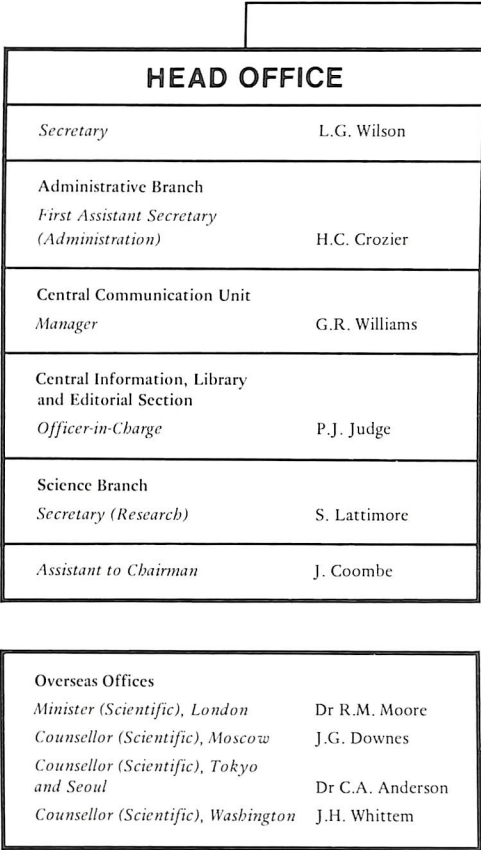 HEAD OFFICE
Secretary L.G. Wilson
Administrative Branch
First Assistant Secretary
(Administration) H.C. Crozier
Central Communication Unit
Manager G.R. Williams
Central Information, Library
and Editorial Section
Officer-in-Charge P.J. Judge
Science Branch
Secretary (Research) S. Lattimore
Assistant to Chairman J. Coombe
Overseas Offices
Minister (Scientific), London Dr R.M. Moore
Counsellor (Scientific), Moscow J.G. Downes
Counsellor (Scientific), Tokyo
and Seoul Dr C.A. Anderson
Counsellor (Scientific), Washington J.H. Whittem